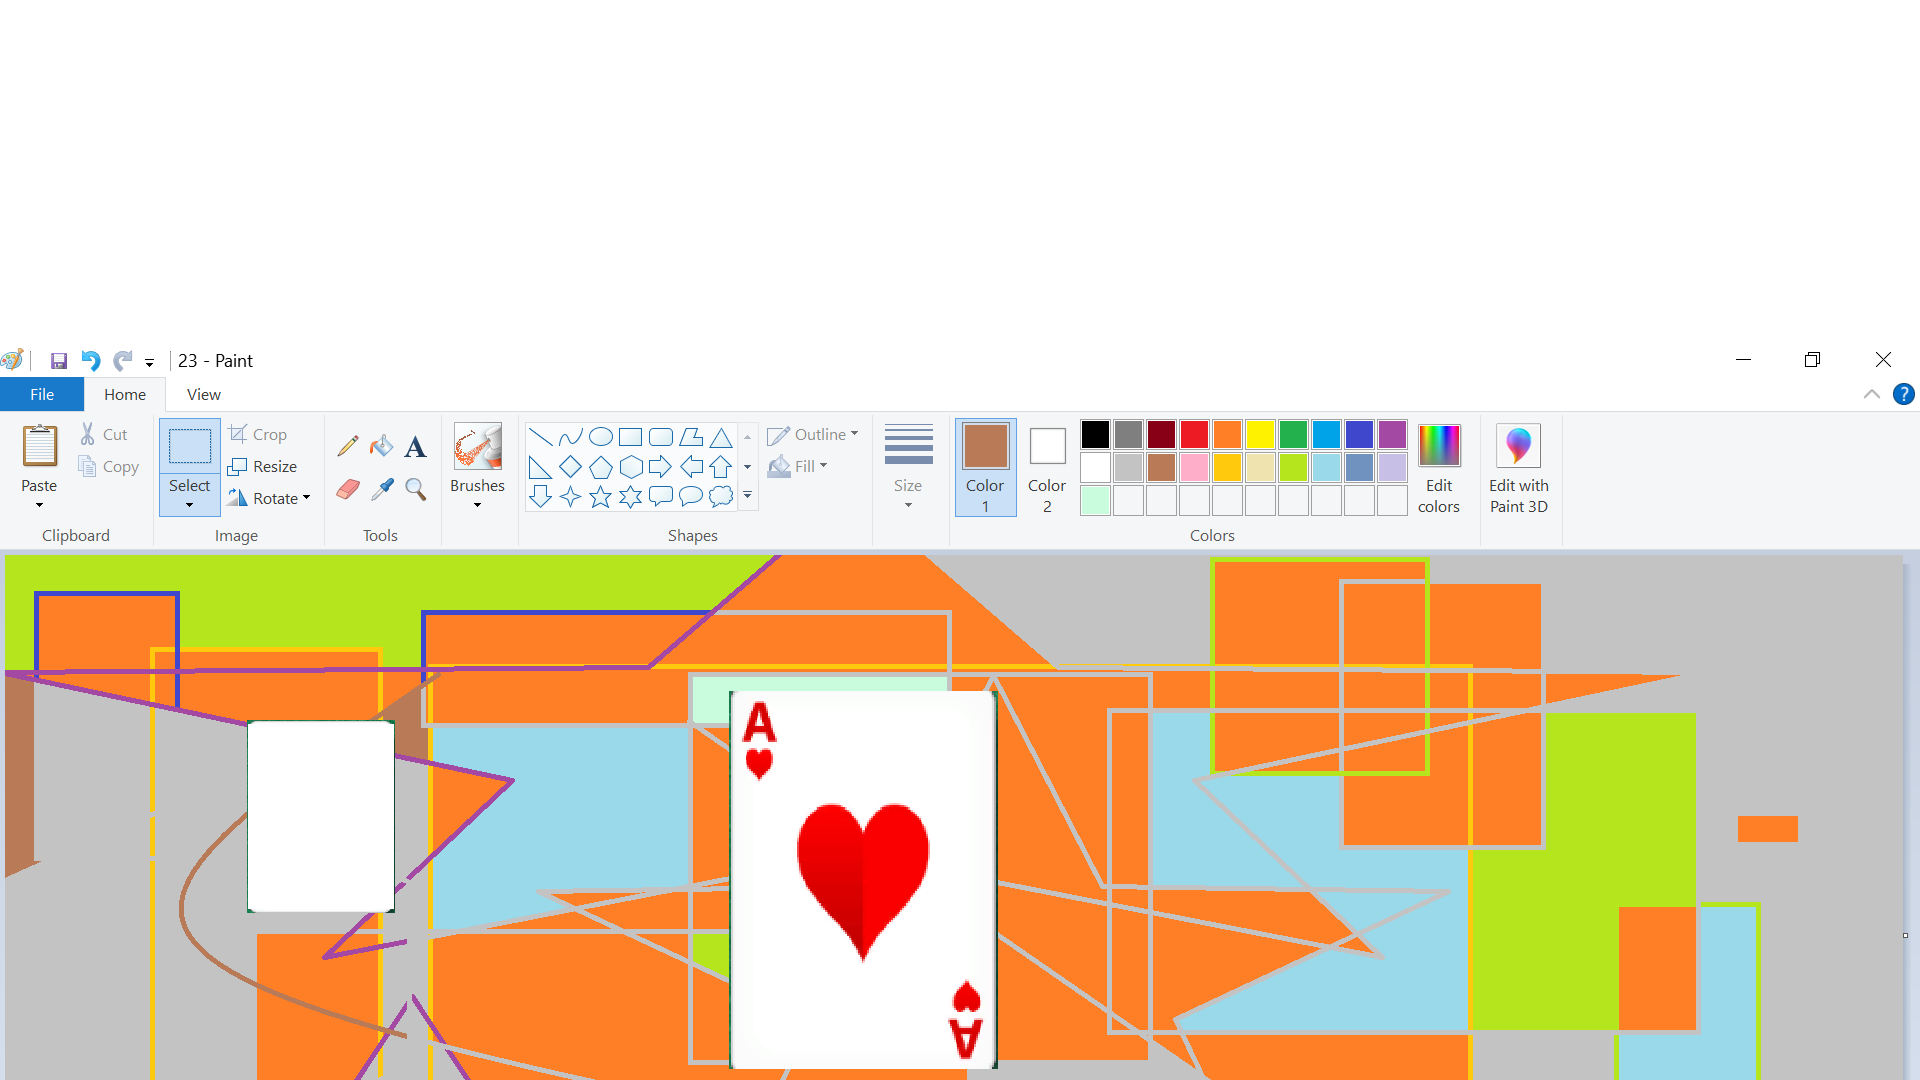 23 - Paint
File Home View ?
Cut Crop Outline
Copy Resize Fill
Paste Select Rotate A Brushes Size Color 1 Color 2 Edit colors Edit with Paint 3D
Clipboard Image Tools Shapes Colors
A
A